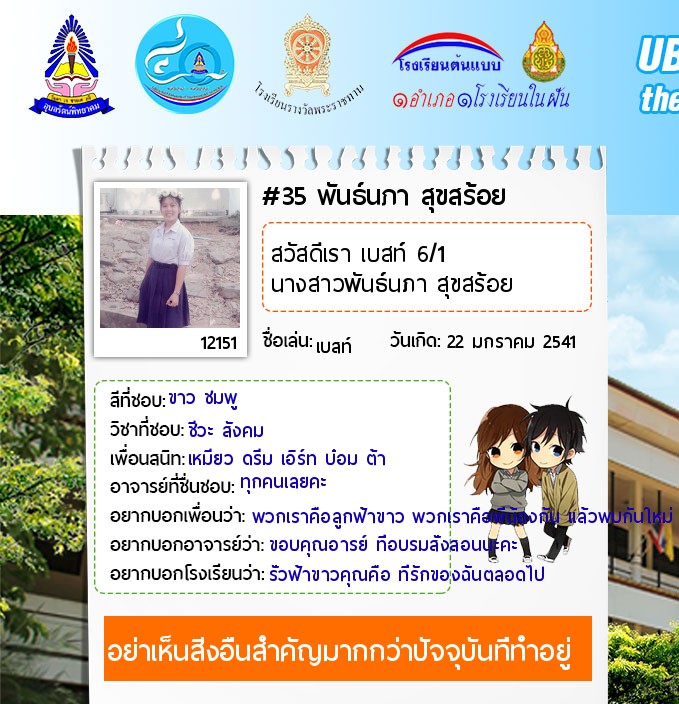 UB
the
อุบลรัตน์พิทยาคม
โรงเรียนรางวัลพระราชทาน
โรงเรียนต้นแบบ
๑อำเภอ๑โรงเรียนในฝัน
#35 พันธ์นภา สุขสร้อย
สวัสดีเรา เบสท์ 6/1
นางสาวพันธ์นภา สุขสร้อย
12151
ชื่อเล่น: เบสท์ วันเกิด: 22 มกราคม 2541
สีที่ชอบ: ขาว ชมพู
วิชาที่ชอบ: ชีวะ สังคม
เพื่อนสนิท: เหมียว ดรีม เอิร์ท บ๋อม ต้า
อาจารย์ที่ชื่นชอบ: ทุกคนเลยคะ
อยากบอกเพื่อนว่า: พวกเราคือลูกฟ้าขาว พวกเราคือพี่น้องกัน แล้วพบกันใหม่
อยากบอกอาจารย์ว่า: ขอบคุณอารย์ ที่อบรมสั่งสอนนะคะ
อยากบอกโรงเรียนว่า: รั้วฟ้าขาวคุณคือ ที่รักของฉันตลอดไป
อย่าเห็นสิ่งอื่นสำคัญมากกว่าปัจจุบันที่ทำอยู่